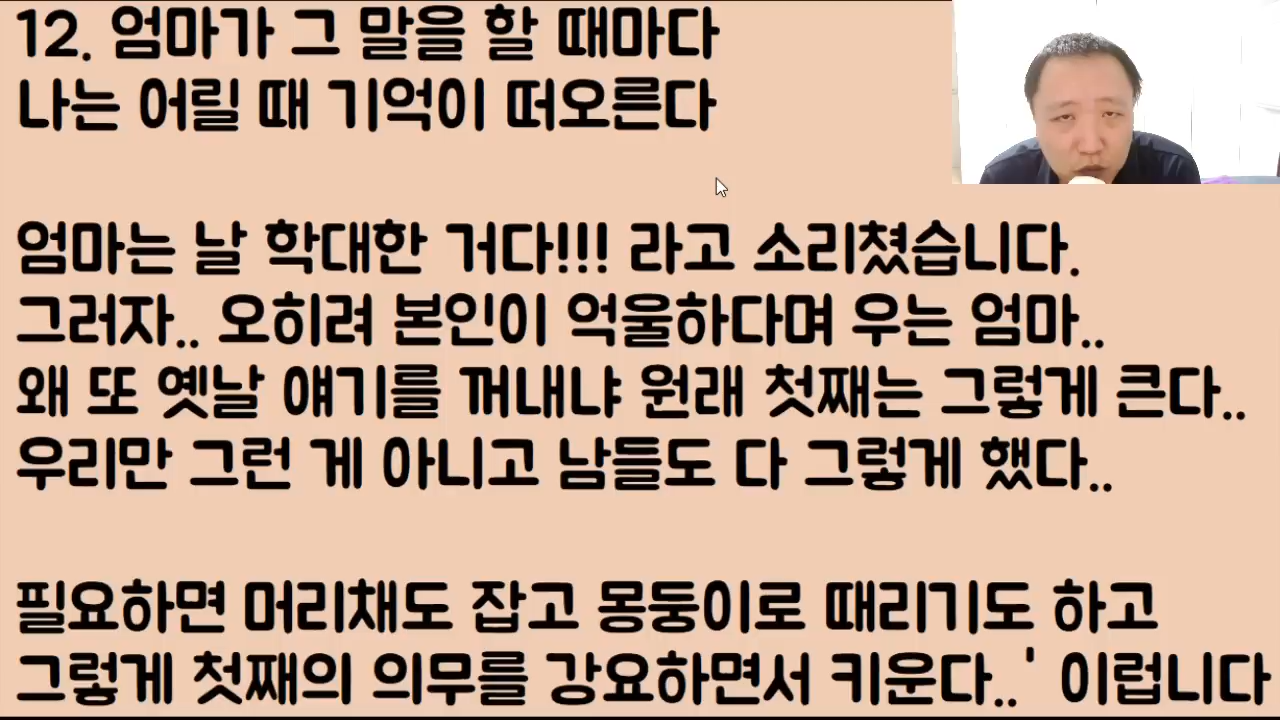 12. 엄마가 그 말을 할 때마다
나는 어릴 때 기억이 떠오른다
엄마는 날 학대한 거다!!! 라고 소리쳤습니다.
그러자.. 오히려 본인이 억울하다며 우는 엄마..
왜 또 옛날 얘기를 꺼내냐 원래 첫째는 그렇게 큰다..
우리만 그런 게 아니고 남들도 다 그렇게 했다..
필요하면 머리채도 잡고 몽둥이로 때리기도 하고
그렇게 첫째의 의무를 강요하면서 키운다..' 이럽니다